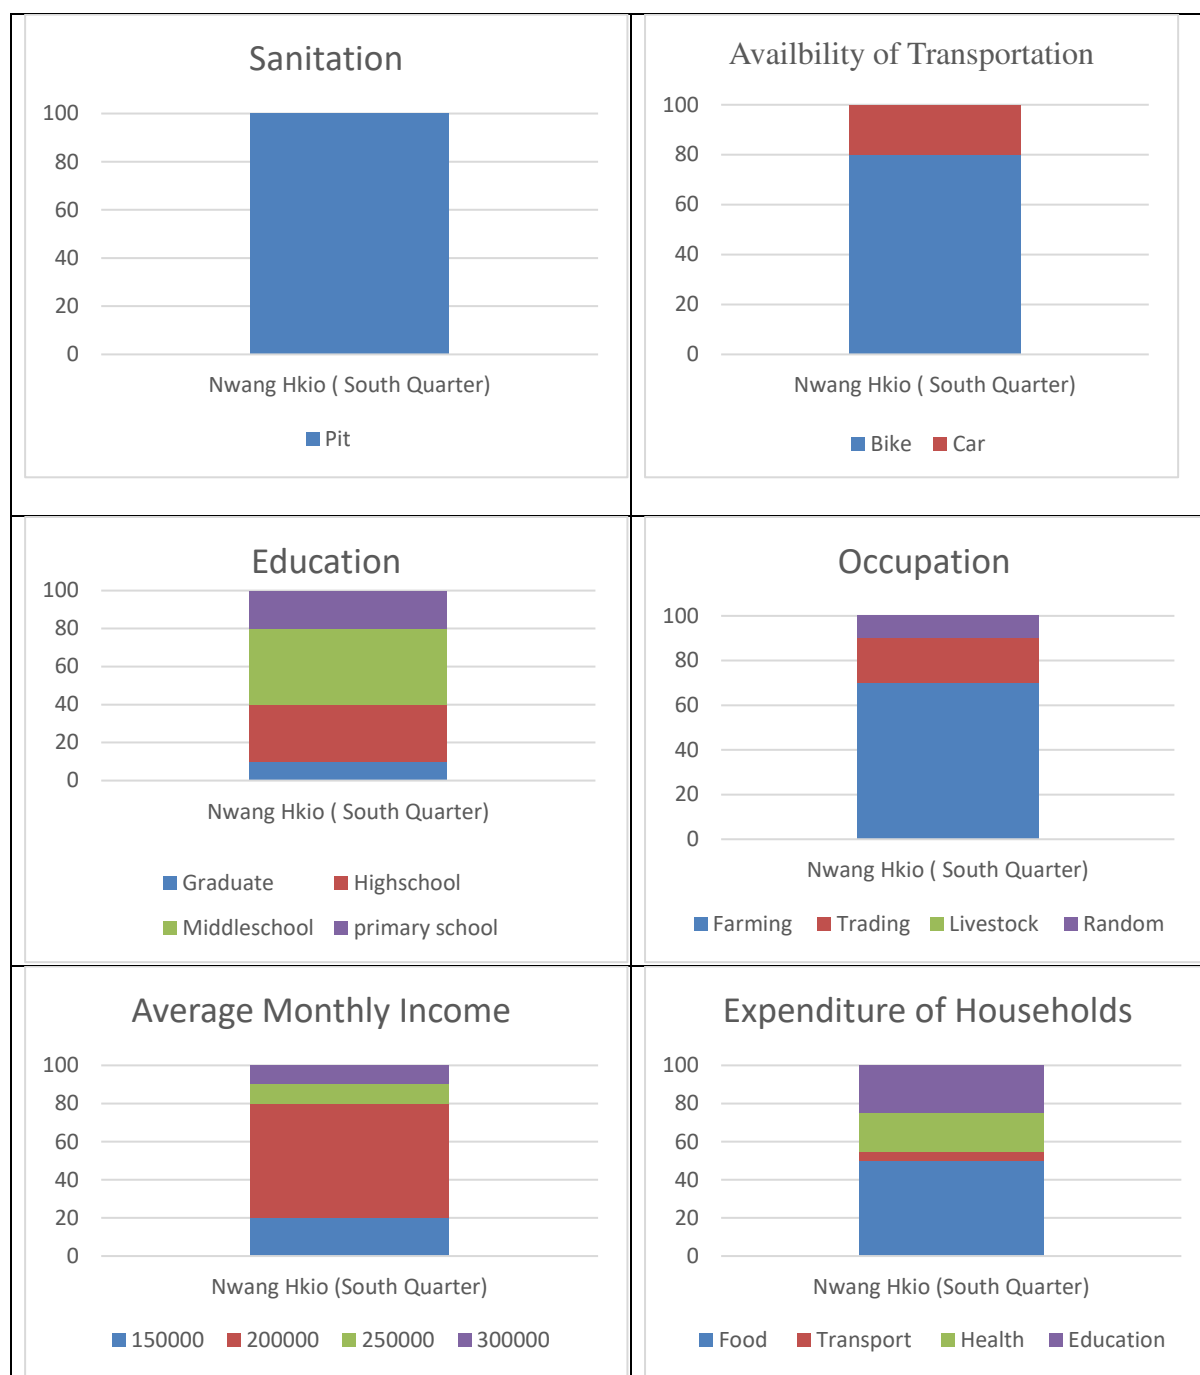 Sanitation
100
80
60
40
20
0
Nwang Hkio ( South Quarter)
Pit
Availbility of Transportation
100
80
60
40
20
0
Nwang Hkio ( South Quarter)
Bike Car
Education
100
80
60
40
20
0
Nwang Hkio ( South Quarter)
Graduate Highschool
Middleschool primary school
Occupation
100
80
60
40
20
0
Nwang Hkio ( South Quarter)
Farming Trading Livestock Random
Average Monthly Income
100
80
60
40
20
0
Nwang Hkio (South Quarter)
150000 200000 250000 300000
Expenditure of Households
100
80
60
40
20
0
Nwang Hkio (South Quarter)
Food Transport Health Education